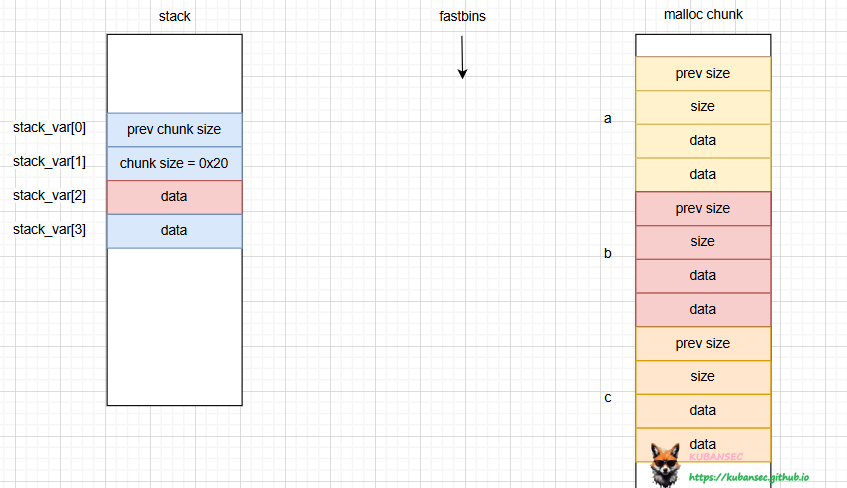 stack
fastbins
malloc chunk
stack_var[0]
prev chunk size
stack_var[1]
chunk size = 0x20
stack_var[2]
data
stack_var[3]
data
a
prev size
size
data
data
b
prev size
size
data
data
c
prev size
size
data
data
KUBANSEC
https://kubansec.github.io